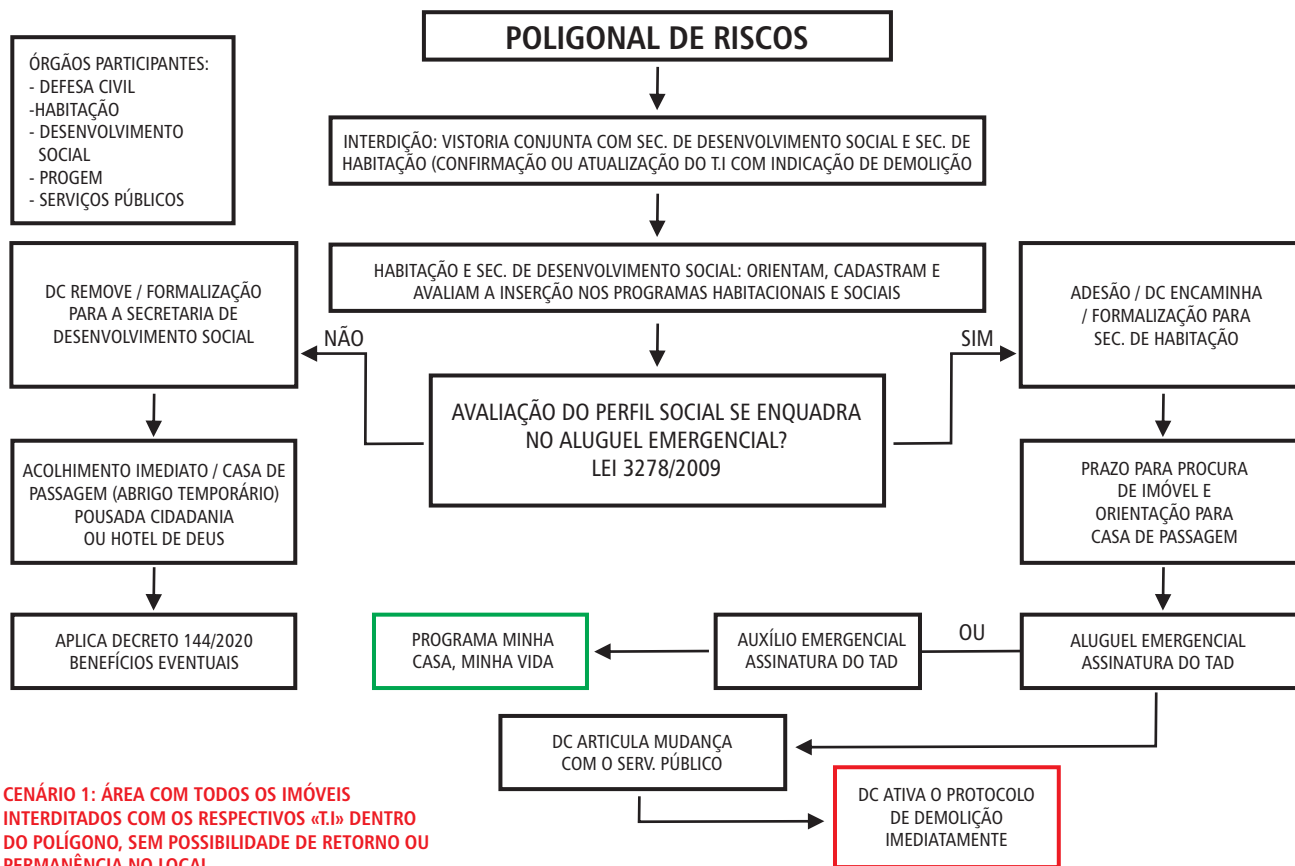 POLIGONAL DE RISCOS
ÓRGÃOS PARTICIPANTES:
- DEFESA CIVIL
-HABITAÇÃO
- DESENVOLVIMENTO
SOCIAL
- PROGEM
- SERVIÇOS PÚBLICOS
INTERDIÇÃO: VISTORIA CONJUNTA COM SEC. DE DESENVOLVIMENTO SOCIAL E SEC. DE
HABITAÇÃO (CONFIRMAÇÃO OU ATUALIZAÇÃO DO T.I COM INDICAÇÃO DE DEMOLIÇÃO
HABITAÇÃO E SEC. DE DESENVOLVIMENTO SOCIAL: ORIENTAM, CADASTRAM E
AVALIAM A INSERÇÃO NOS PROGRAMAS HABITACIONAIS E SOCIAIS
DC REMOVE / FORMALIZAÇÃO
PARA A SECRETARIA DE
DESENVOLVIMENTO SOCIAL
NÃO
SIM
ADESÃO / DC ENCAMINHA
/ FORMALIZAÇÃO PARA
SEC. DE HABITAÇÃO
AVALIAÇÃO DO PERFIL SOCIAL SE ENQUADRA
NO ALUGUEL EMERGENCIAL?
LEI 3278/2009
ACOLHIMENTO IMEDIATO / CASA DE
PASSAGEM (ABRIGO TEMPORÁRIO)
POUSADA CIDADANIA
OU HOTEL DE DEUS
PRAZO PARA PROCURA
DE IMÓVEL E
ORIENTAÇÃO PARA
CASA DE PASSAGEM
APLICA DECRETO 144/2020
BENEFÍCIOS EVENTUAIS
PROGRAMA MINHA
CASA, MINHA VIDA
AUXÍLIO EMERGENCIAL
ASSINATURA DO TAD
OU
ALUGUEL EMERGENCIAL
ASSINATURA DO TAD
DC ARTICULA MUDANÇA
COM O SERV. PÚBLICO
DC ATIVA O PROTOCOLO
DE DEMOLIÇÃO
IMEDIATAMENTE
CENÁRIO 1: ÁREA COM TODOS OS IMÓVEIS
INTERDITADOS COM OS RESPECTIVOS «T.I» DENTRO
DO POLÍGONO, SEM POSSIBILIDADE DE RETORNO OU
PERMANÊNCIA NO LOCAL